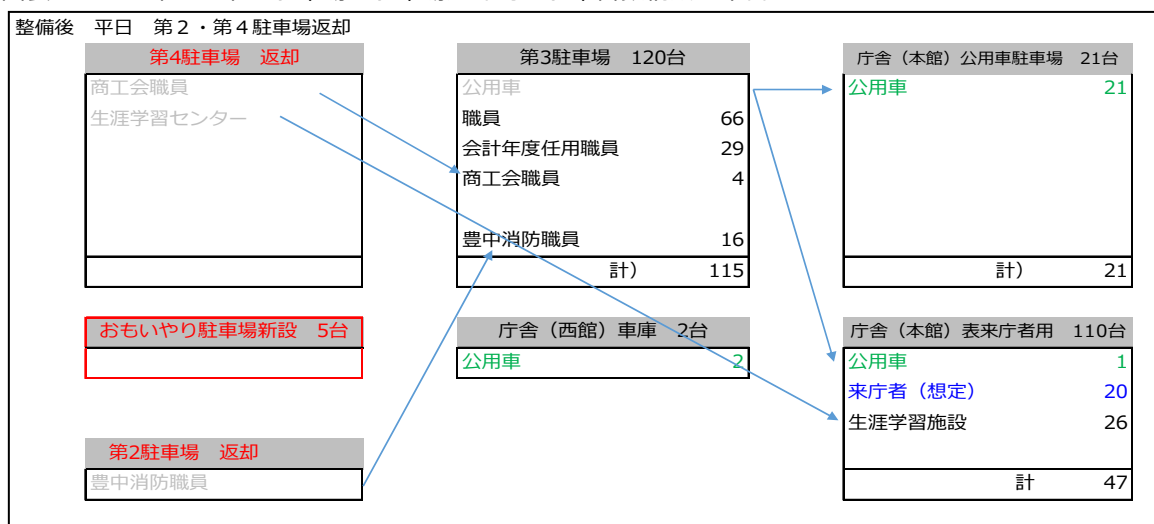 整備後　平日　第２・第４駐車場返却
第4駐車場　返却
商工会職員
生涯学習センター
第3駐車場　120台
公用車
職員　66
会計年度任用職員　29
商工会職員　4
豊中消防職員　16
計）　115
庁舎（本館）公用車駐車場　21台
公用車　21
計）　21
おもいやり駐車場新設　5台
庁舎（西館）車庫　2台
公用車　2
庁舎（本館）表来庁者用　110台
公用車　1
来庁者（想定）　20
生涯学習施設　26
計　47
第2駐車場　返却
豊中消防職員